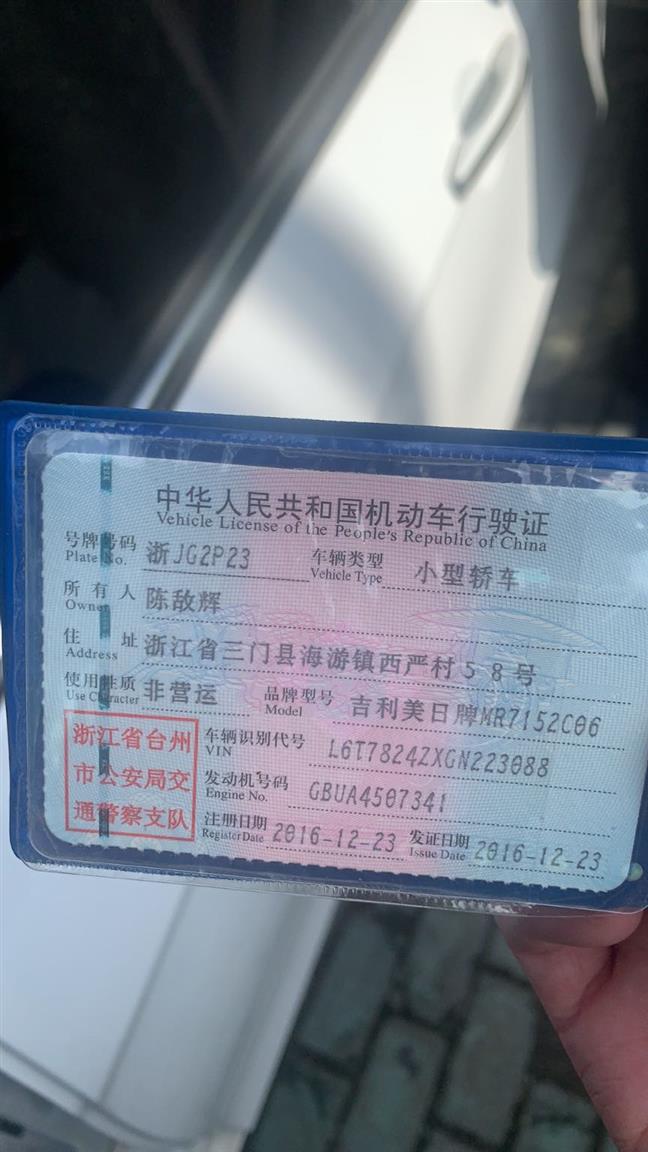 中华人民共和国机动车行驶证
Vehicle License of the People's Republic of China
号牌号码 浙JG2P23 车辆类型 小型轿车
Plate No. Vehicle Type
所有人 陈敌辉
Owner
住址 浙江省三门县海游镇西严村58号
Address
使用性质 非营运 品牌型号 吉利美日牌MR7152C06
Use Character Model
浙江省台州
市公安局交
通警察支队
车辆识别代号 L6T7824ZXGN223088
VIN
发动机号码 GBUA4507341
Engine No.
注册日期 2016-12-23 发证日期 2016-12-23
Register Date Issue Date